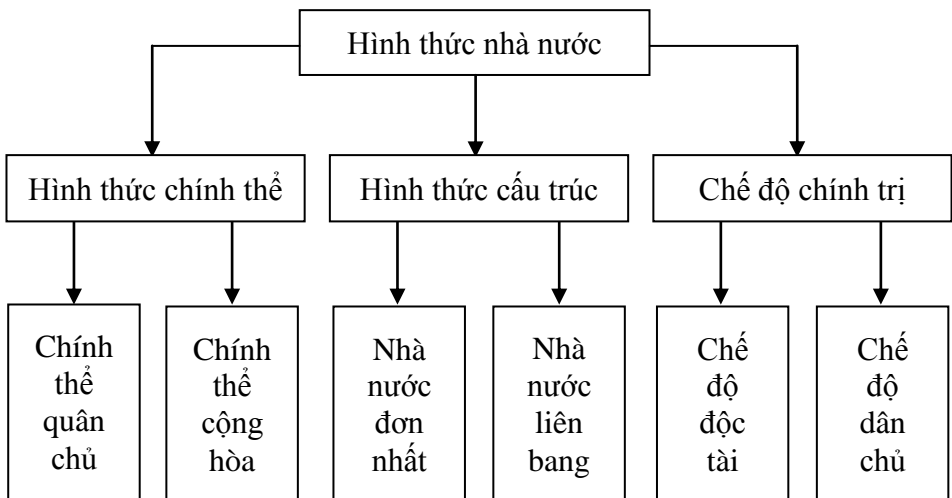 Hình thức nhà nước
Hình thức chính thể
Hình thức cấu trúc
Chế độ chính trị
Chính
thể
quân
chủ
Chính
thể
cộng
hòa
Nhà
nước
đơn
nhất
Nhà
nước
liên
bang
Chế
độ
độc
tài
Chế
độ
dân
chủ